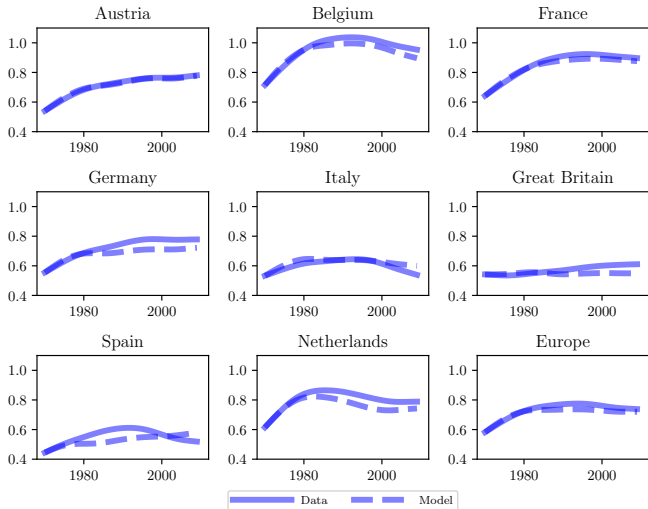 Austria Belgium France
1.0 1.0 1.0
0.8 0.8 0.8
0.6 0.6 0.6
0.4 0.4 0.4
1980 2000 1980 2000 1980 2000
Germany Italy Great Britain
1.0 1.0 1.0
0.8 0.8 0.8
0.6 0.6 0.6
0.4 0.4 0.4
1980 2000 1980 2000 1980 2000
Spain Netherlands Europe
1.0 1.0 1.0
0.8 0.8 0.8
0.6 0.6 0.6
0.4 0.4 0.4
1980 2000 1980 2000 1980 2000
Data Model